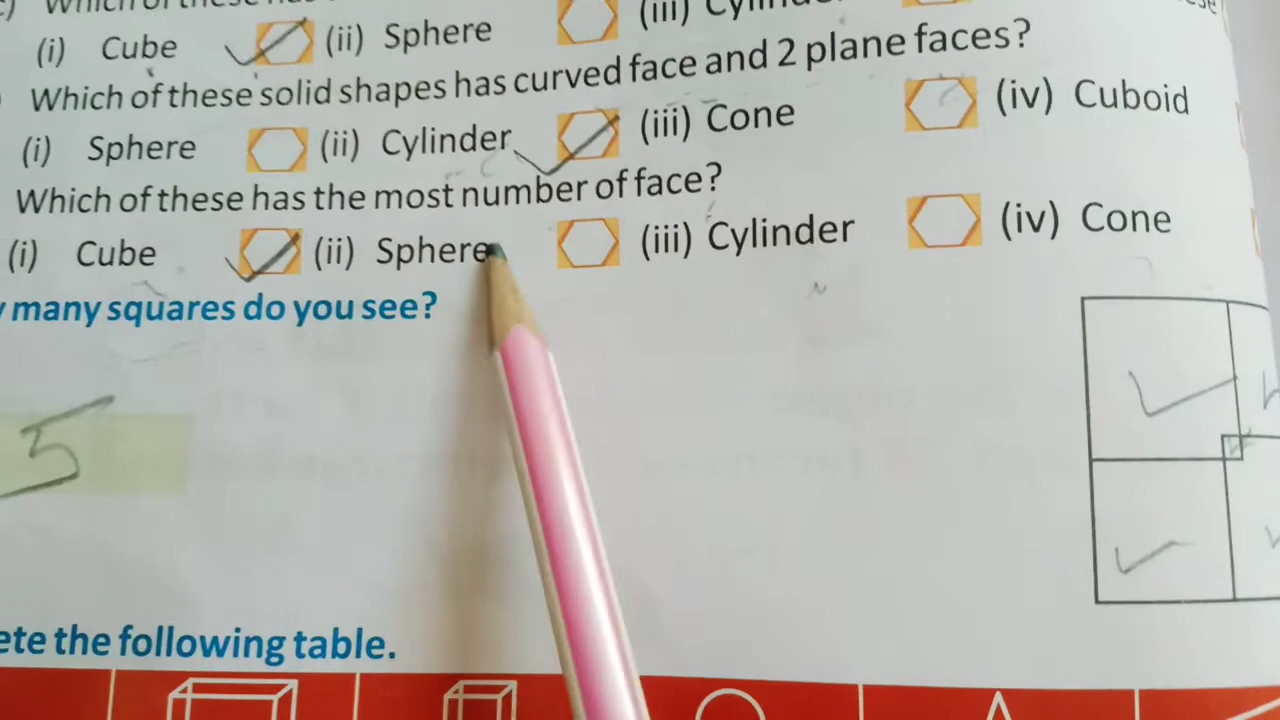 (i) Cube (ii) Sphere (iii)
Which of these solid shapes has curved face and 2 plane faces?
(i) Sphere (ii) Cylinder (iii) Cone (iv) Cuboid
Which of these has the most number of face?
(i) Cube (ii) Sphere (iii) Cylinder (iv) Cone
many squares do you see?
5
ete the following table.